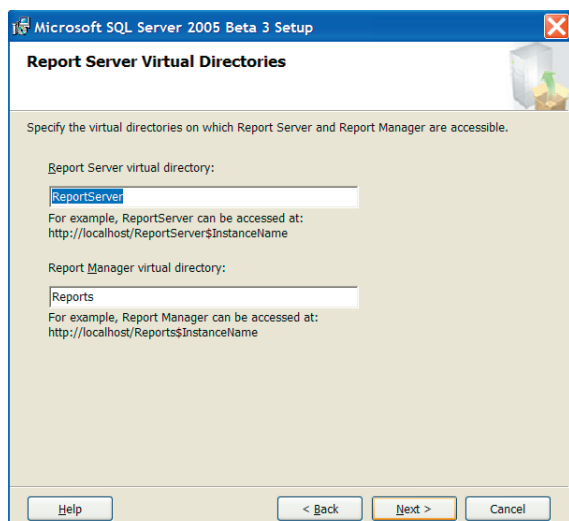 Microsoft SQL Server 2005 Beta 3 Setup
Report Server Virtual Directories
Specify the virtual directories on which Report Server and Report Manager are accessible.
Report Server virtual directory:
ReportServer
For example, ReportServer can be accessed at:
http://localhost/ReportServer$InstanceName
Report Manager virtual directory:
Reports
For example, Report Manager can be accessed at:
http://localhost/Reports$InstanceName
Help
< Back
Next >
Cancel